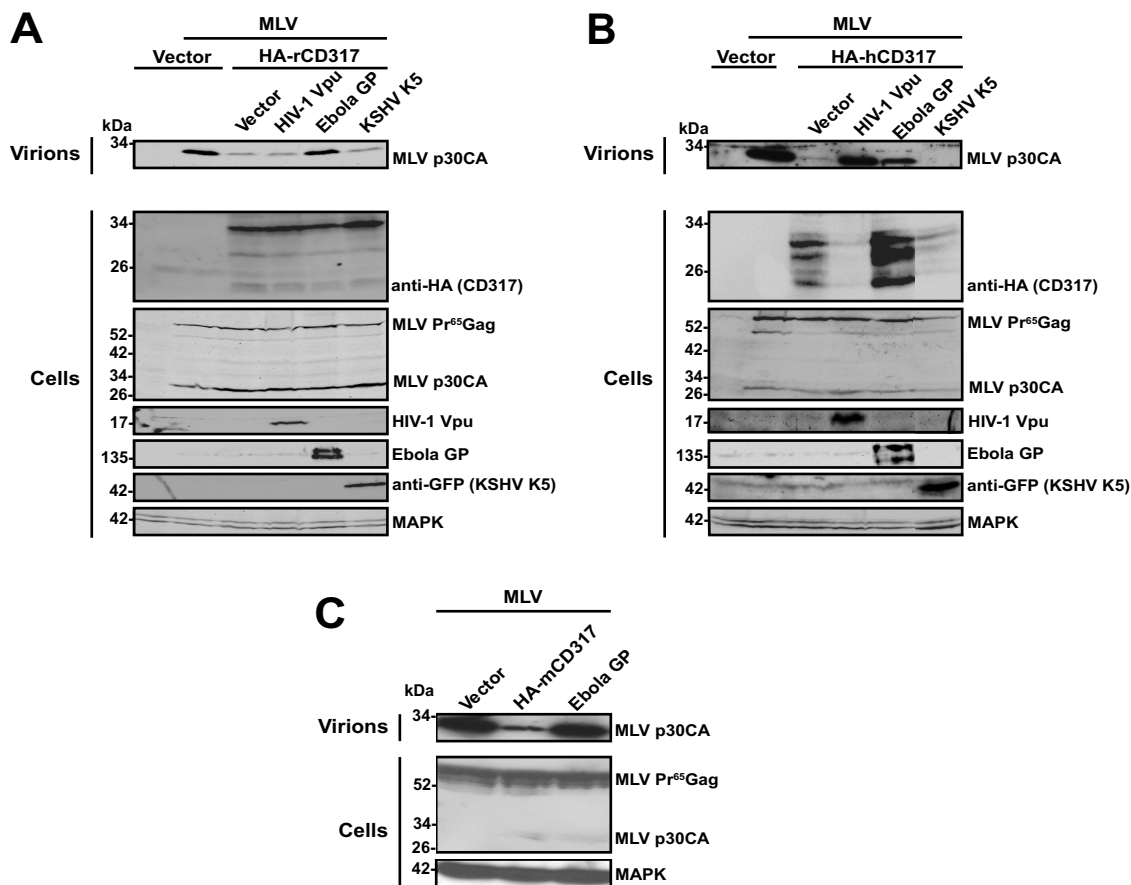 A
MLV
Vector
HA-rCD317
Vector
HIV-1 Vpu
Ebola GP
KSHV K5
kDa
Virions
34
MLV p30CA
Cells
34
26
anti-HA (CD317)
52
42
34
26
MLV Pr⁶⁵Gag
MLV p30CA
17
HIV-1 Vpu
135
Ebola GP
42
anti-GFP (KSHV K5)
42
MAPK
B
MLV
Vector
HA-hCD317
Vector
HIV-1 Vpu
Ebola GP
KSHV K5
kDa
Virions
34
MLV p30CA
Cells
34
26
anti-HA (CD317)
52
42
34
26
MLV Pr⁶⁵Gag
MLV p30CA
17
HIV-1 Vpu
135
Ebola GP
42
anti-GFP (KSHV K5)
42
MAPK
C
MLV
Vector
HA-mCD317
Ebola GP
kDa
Virions
34
MLV p30CA
Cells
52
34
26
MLV Pr⁶⁵Gag
MLV p30CA
42
MAPK